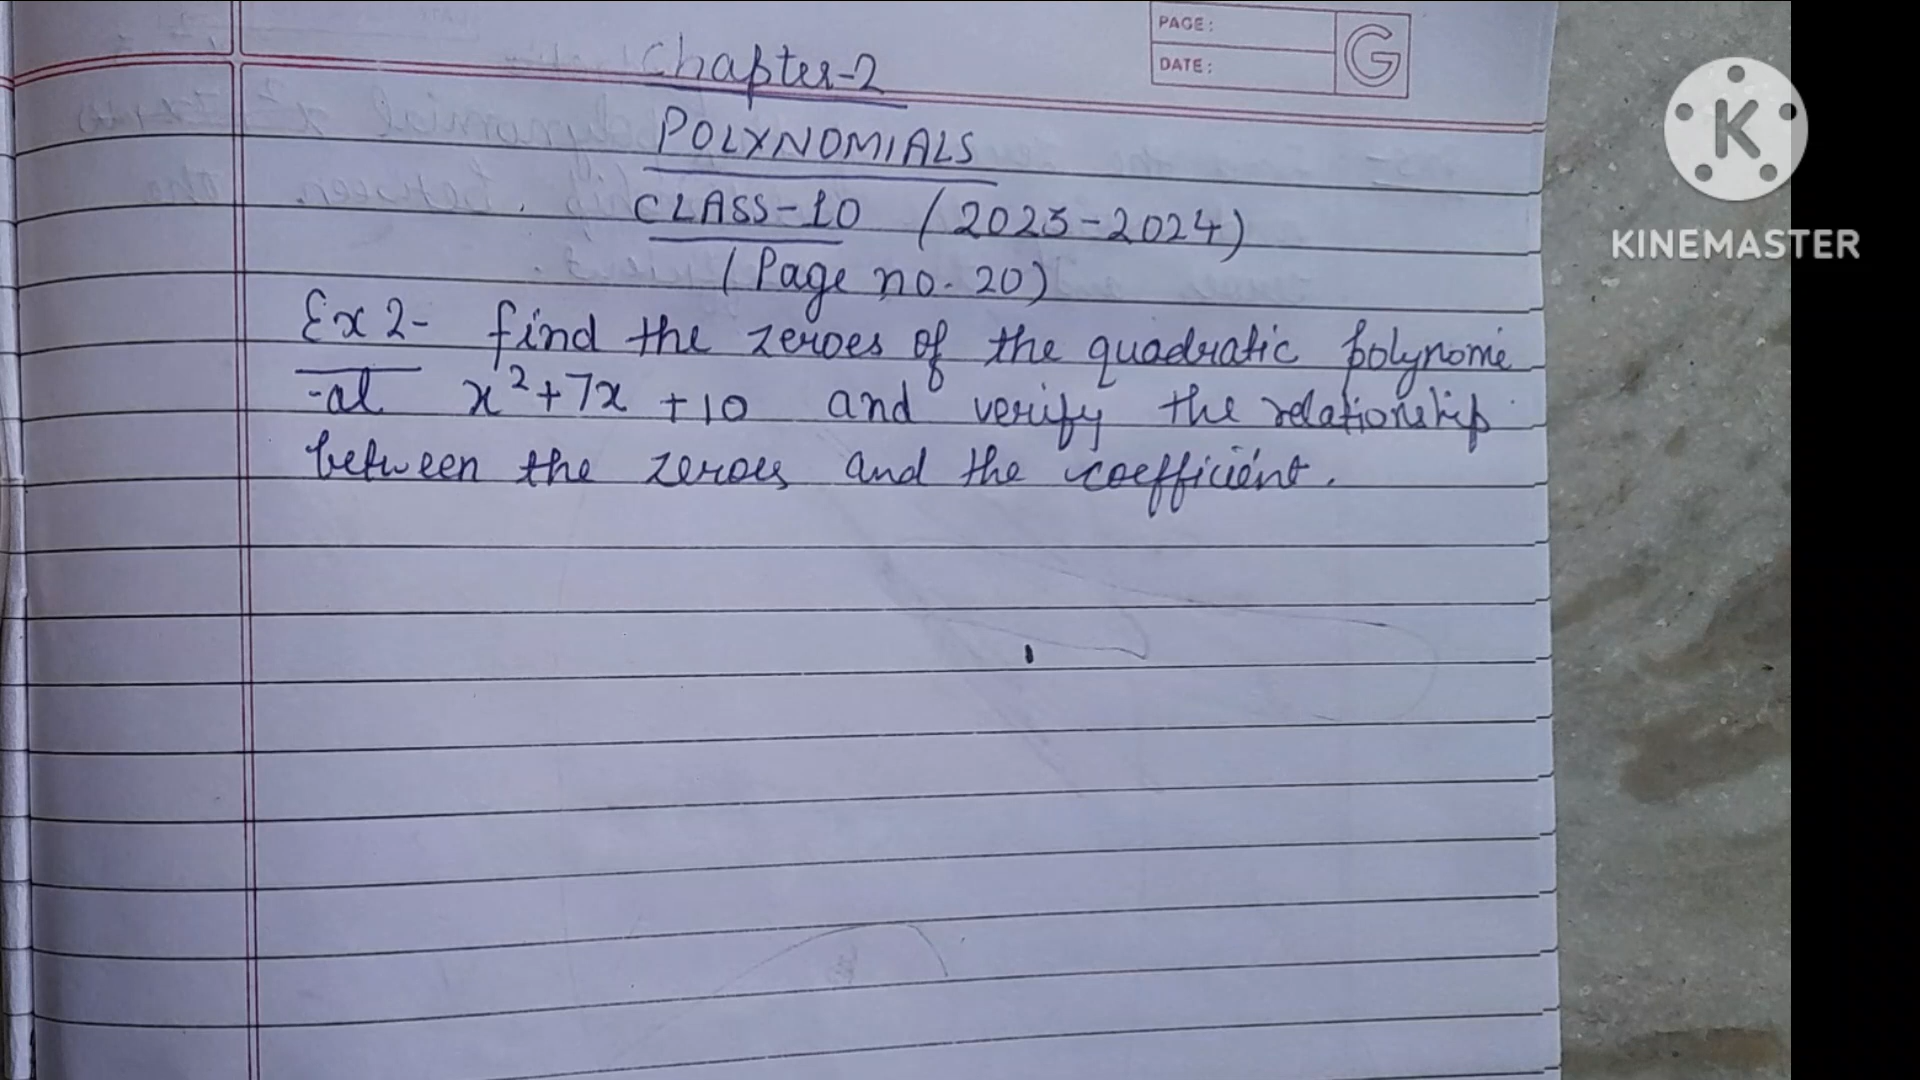 PAGE:
DATE:
G
Chapter-2
POLYNOMIALS
CLASS-10 (2023-2024)
(Page no. 20)
Ex 2- find the zeroes of the quadratic polynomi
-al x²+7x +10 and verify the relationship
between the zeroes and the coefficient.
K
KINEMASTER